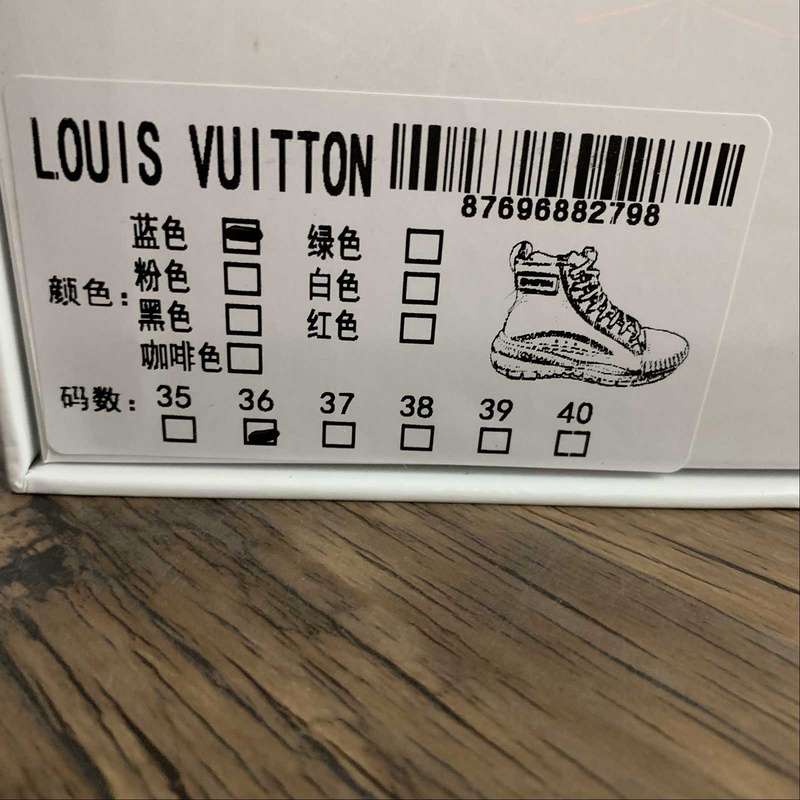 LOUIS VUITTON
87696882798
颜色：
蓝色 绿色
粉色 白色
黑色 红色
咖啡色
码数： 35 36 37 38 39 40